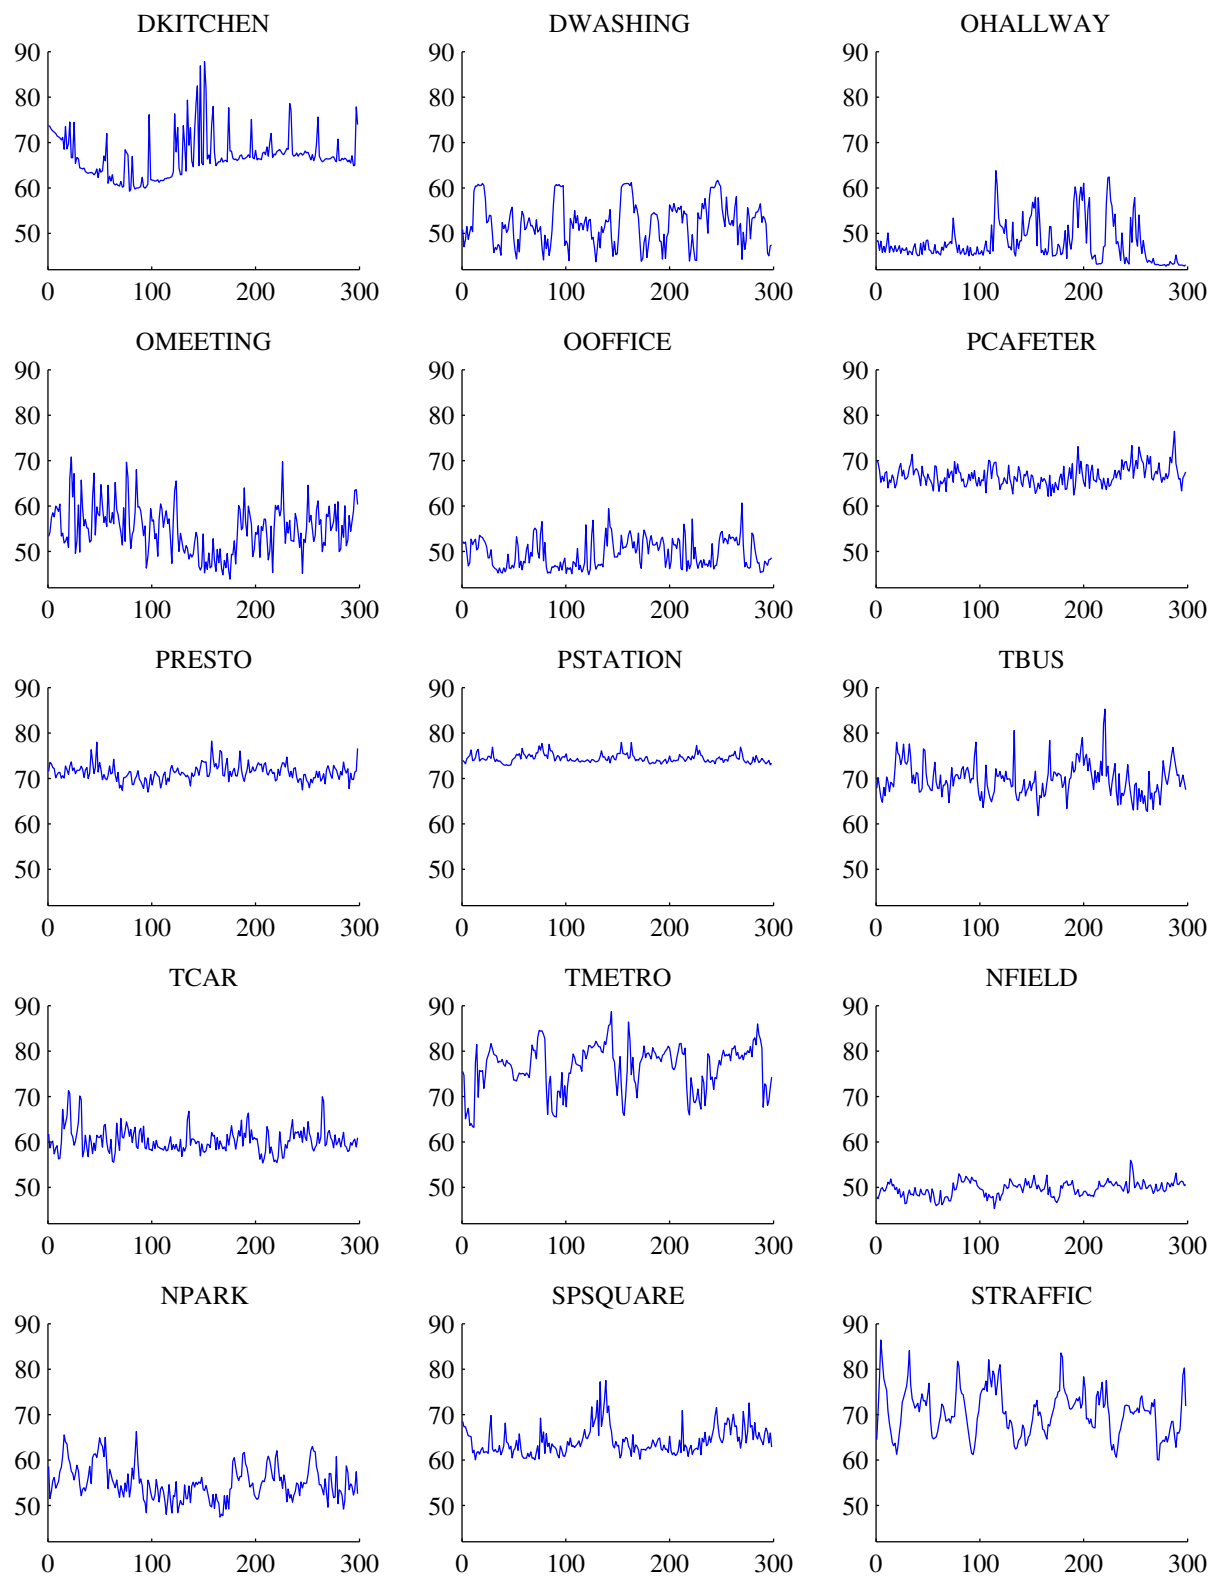 DKITCHEN DWASHING OHALLWAY
90 90 90
80 80 80
70 70 70
60 60 60
50 50 50
0 100 200 300 0 100 200 300 0 100 200 300
OMEETING OOFFICE PCAFETER
90 90 90
80 80 80
70 70 70
60 60 60
50 50 50
0 100 200 300 0 100 200 300 0 100 200 300
PRESTO PSTATION TBUS
90 90 90
80 80 80
70 70 70
60 60 60
50 50 50
0 100 200 300 0 100 200 300 0 100 200 300
TCAR TMETRO NFIELD
90 90 90
80 80 80
70 70 70
60 60 60
50 50 50
0 100 200 300 0 100 200 300 0 100 200 300
NPARK SPSQUARE STRAFFIC
90 90 90
80 80 80
70 70 70
60 60 60
50 50 50
0 100 200 300 0 100 200 300 0 100 200 300